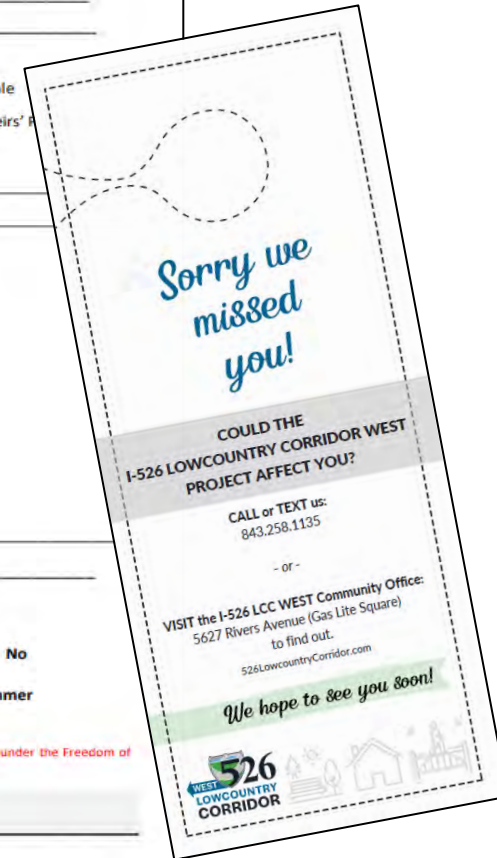 Sorry we
missed
you!
COULD THE
I-526 LOWCOUNTRY CORRIDOR WEST
PROJECT AFFECT YOU?
CALL or TEXT us:
843.258.1135
- or -
VISIT the I-526 LCC WEST Community Office:
5627 Rivers Avenue (Gas Lite Square)
to find out.
526LowcountryCorridor.com
We hope to see you soon!
WEST 526
LOWCOUNTRY
CORRIDOR
No
under the Freedom of